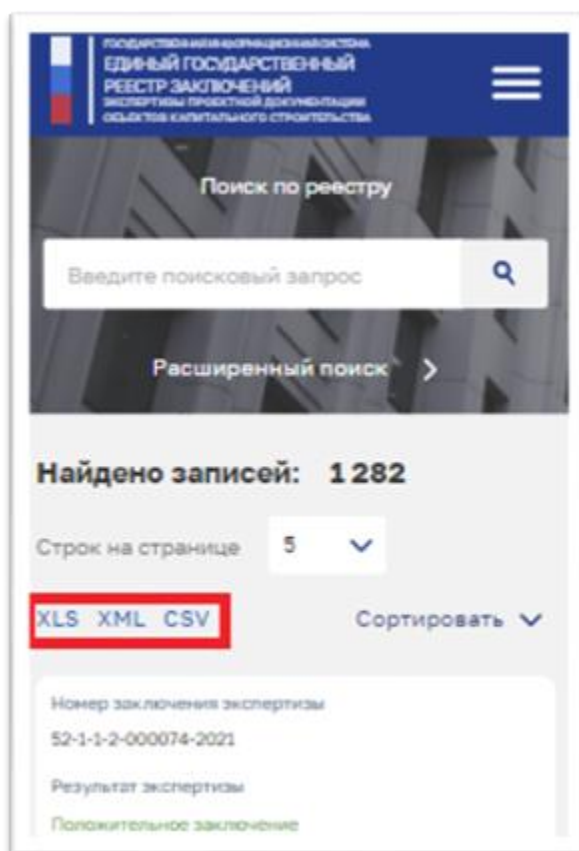 ГОСУДАРСТВЕННАЯ ИНФОРМАЦИОННАЯ СИСТЕМА
ЕДИНЫЙ ГОСУДАРСТВЕННЫЙ
РЕЕСТР ЗАКЛЮЧЕНИЙ
ЭКСПЕРТИЗЫ ПРОЕКТНОЙ ДОКУМЕНТАЦИИ
ОБЪЕКТОВ КАПИТАЛЬНОГО СТРОИТЕЛЬСТВА
Поиск по реестру
Введите поисковый запрос
Расширенный поиск
Найдено записей: 1 282
Строк на странице 5
XLS XML CSV Сортировать
Номер заключения экспертизы
52-1-1-2-000074-2021
Результат экспертизы
Положительное заключение